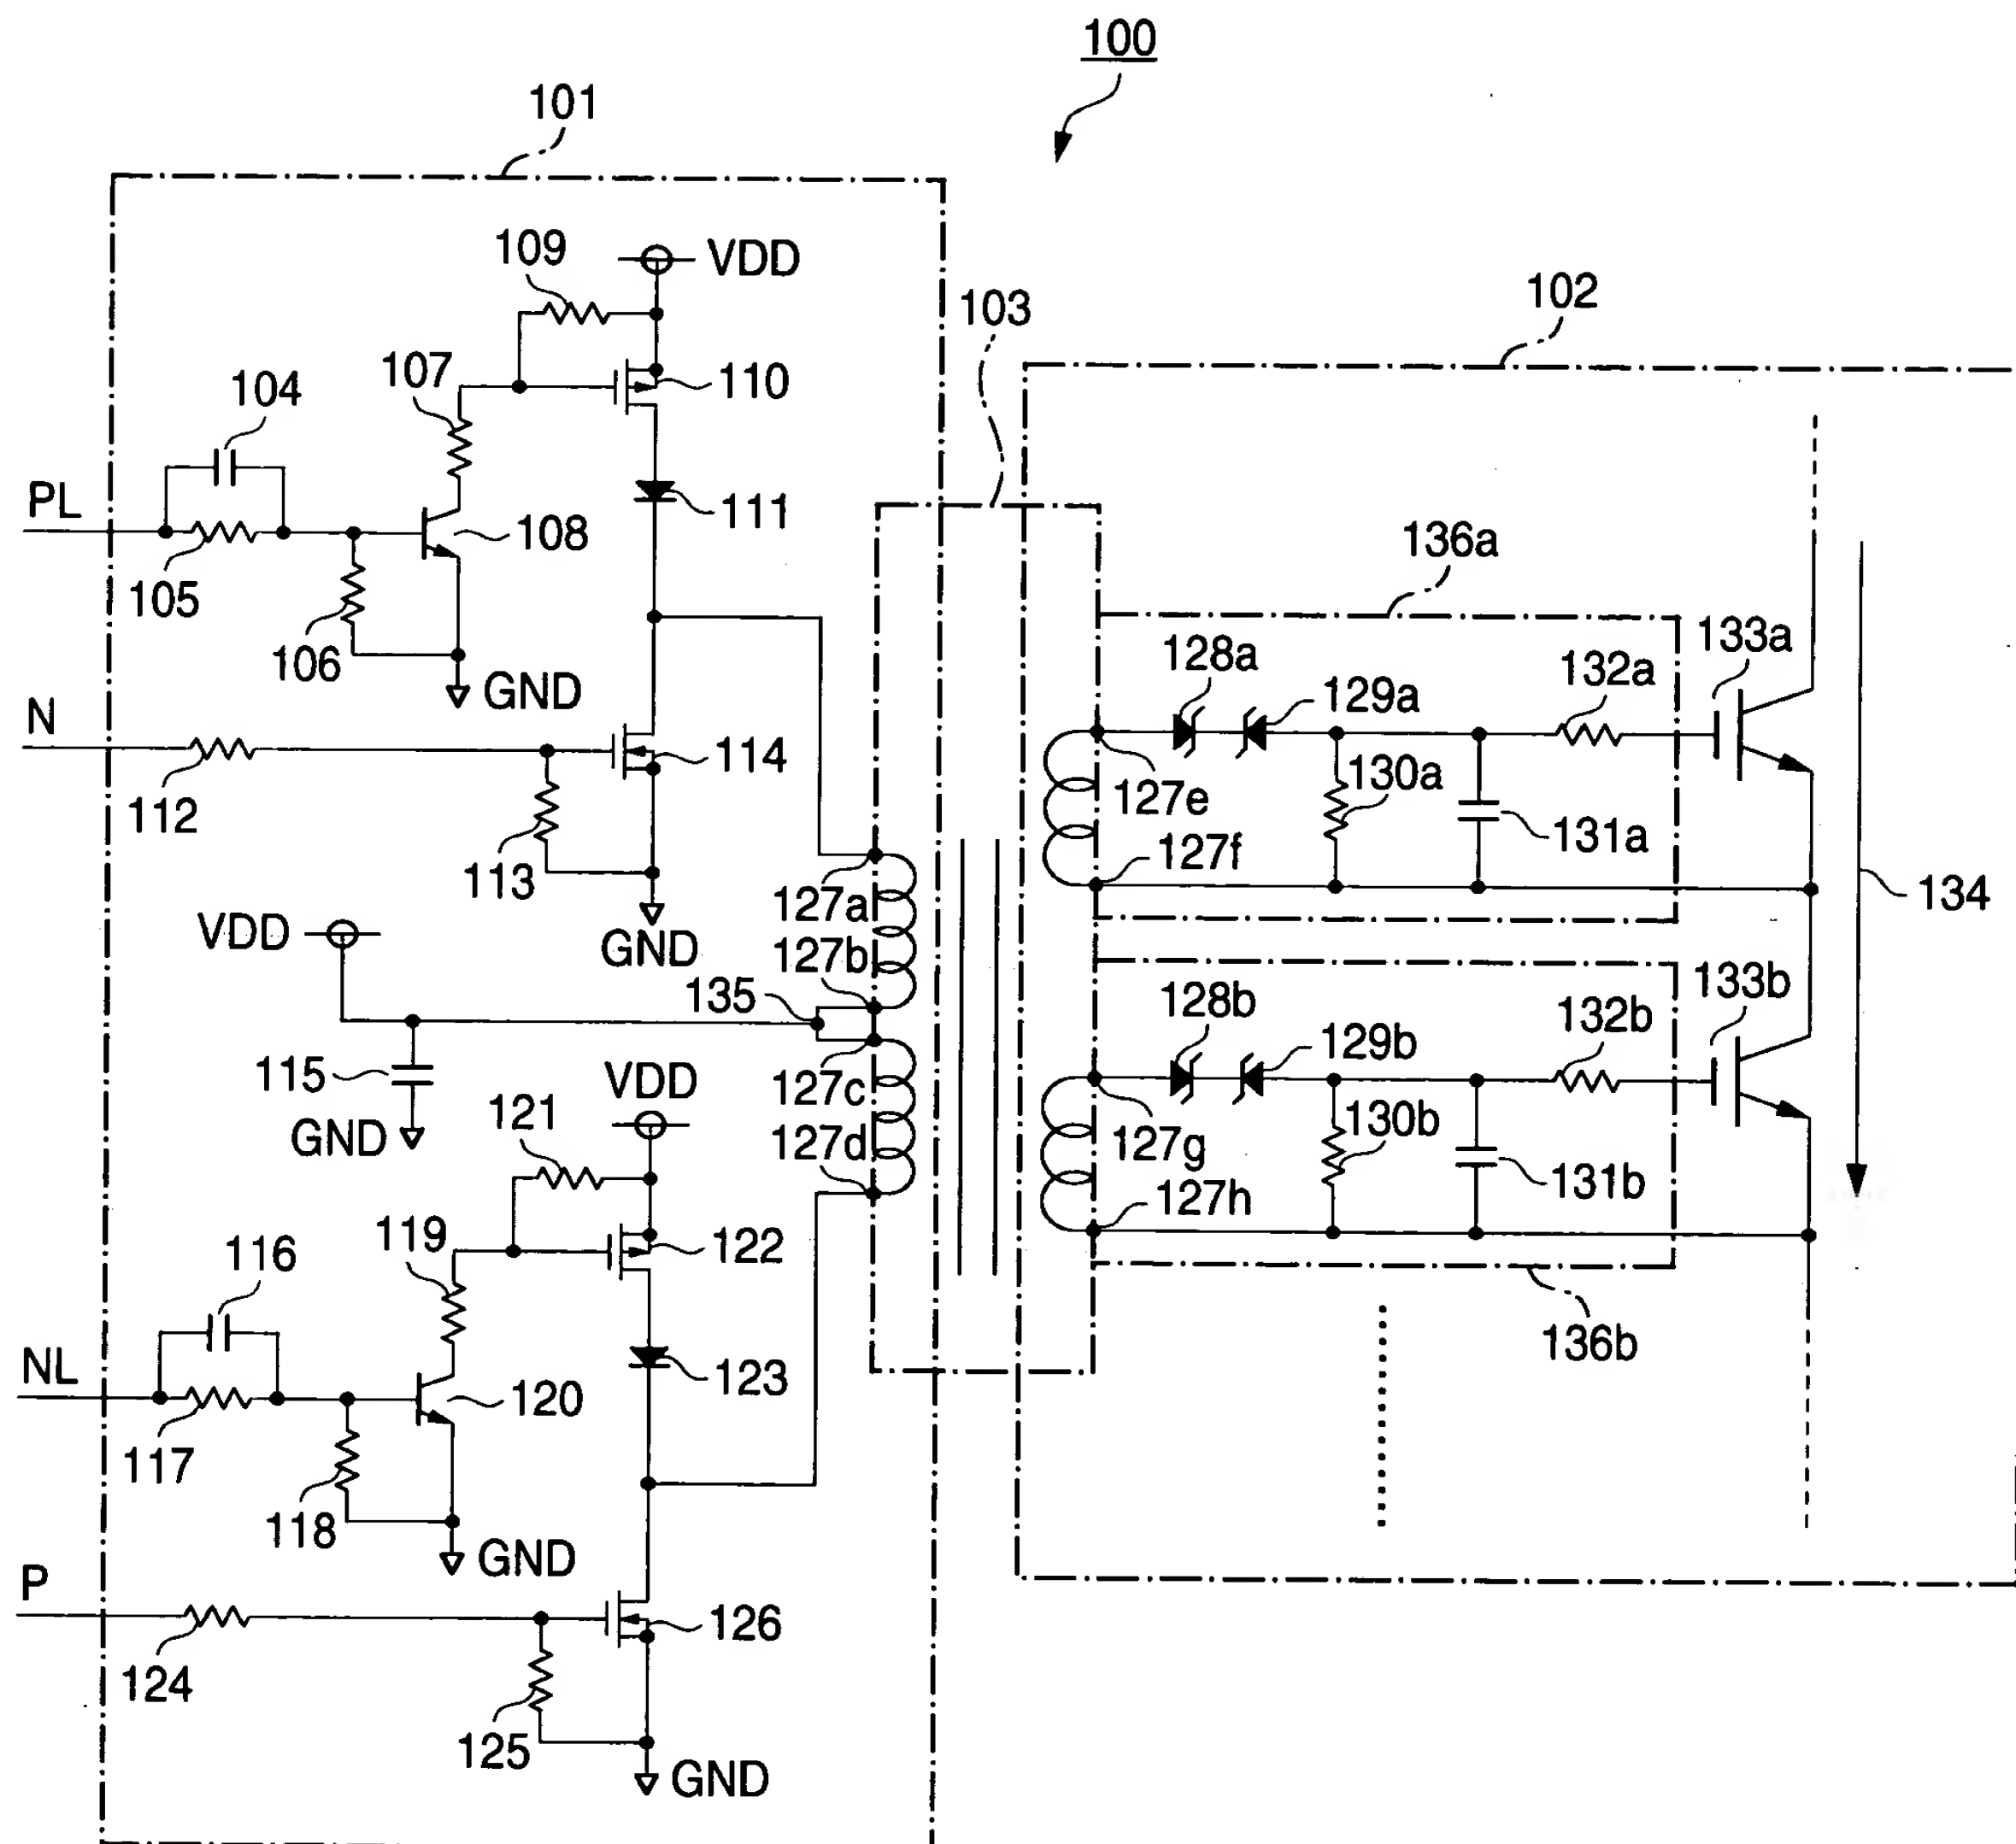 100
101
109
VDD
103
102
107
110
104
PL
111
136a
108
105
106
GND
133a
128a
132a
129a
N
114
130a
127e
112
131a
127f
113
127a
134
VDD
GND
127b
135
133b
128b
132b
129b
115
VDD
127c
121
GND
130b
127d
127g
131b
127h
119
122
116
136b
NL
123
120
117
118
GND
P
126
124
125
GND